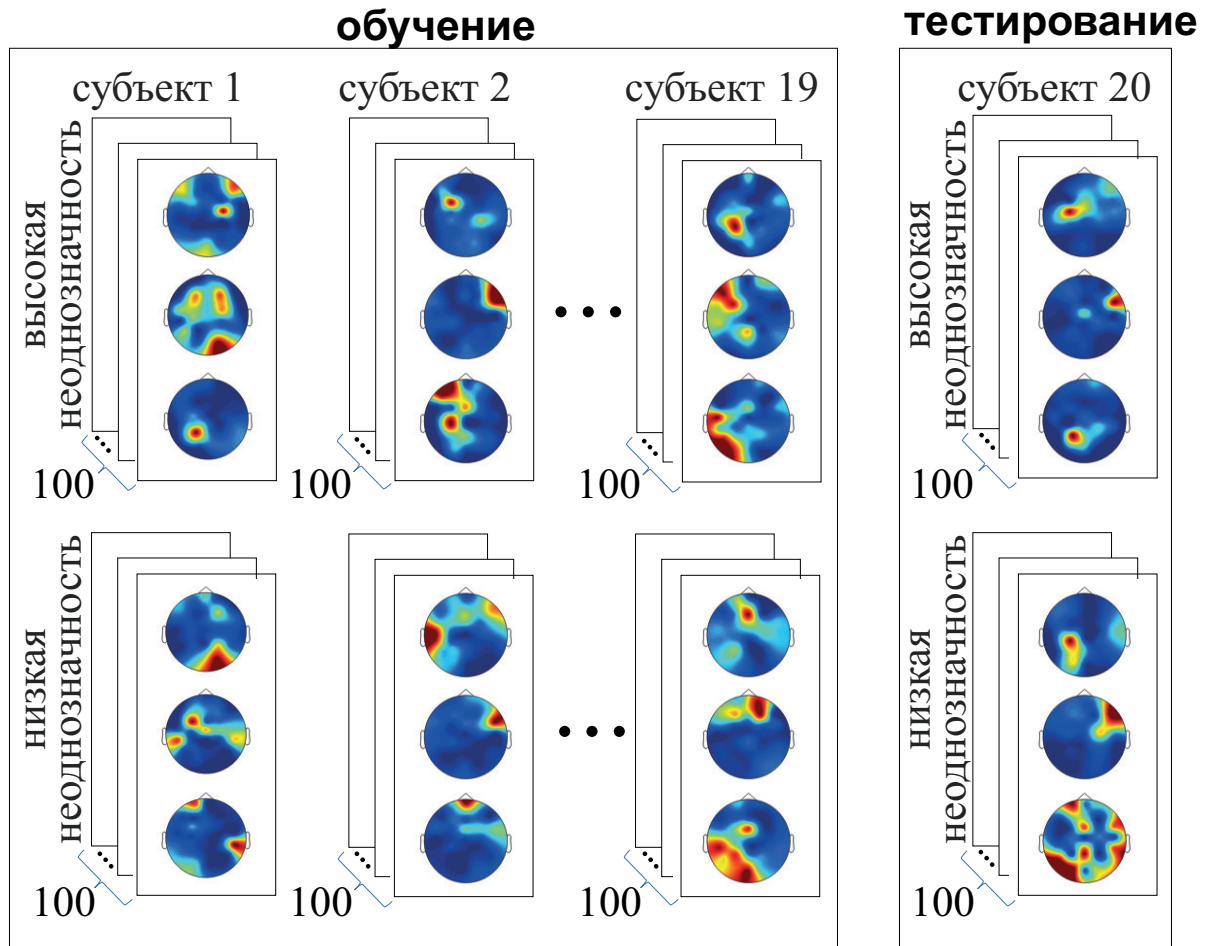 обучение
тестирование
субъект 1
субъект 2
субъект 19
субъект 20
высокая
неоднозначность
100
100
100
высокая
неоднозначность
100
низкая
неоднозначность
100
100
100
низкая
неоднозначность
100